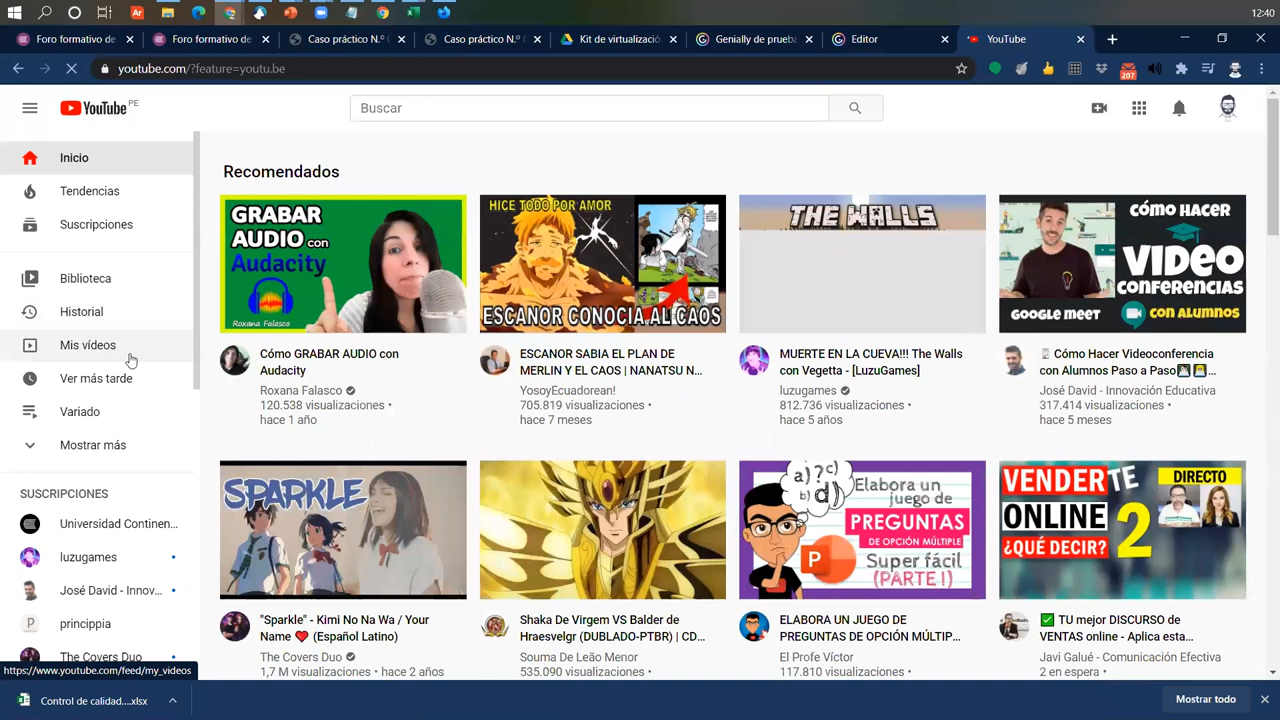 12:40
Foro formativo de
Foro formativo de
Caso práctico N.º (
Caso práctico N.º (
Kit de virtualizació
Genially de prueba
Editor
YouTube
youtube.com/?feature=youtu.be
207
YouTube PE
Buscar
Inicio
Tendencias
Suscripciones
Biblioteca
Historial
Mis vídeos
Ver más tarde
Variado
Mostrar más
SUSCRIPCIONES
Universidad Continen...
luzugames
José David - Innov...
P princippia
The Covers Duo
https://www.youtube.com/feed/my_videos
Recomendados
GRABAR
AUDIO con
Audacity
Roxana Falasco
Cómo GRABAR AUDIO con
Audacity
Roxana Falasco
120.538 visualizaciones •
hace 1 año
HICE TODO POR AMOR
ESCANOR CONOCIA AL CAOS
ESCANOR SABIA EL PLAN DE
MERLIN Y EL CAOS | NANATSU N...
YosoyEcuadorean!
705.819 visualizaciones •
hace 7 meses
THE WALLS
MUERTE EN LA CUEVA!!! The Walls
con Vegetta - [LuzuGames]
luzugames
812.736 visualizaciones •
hace 5 años
CÓMO HACER
VIDEO
CONFERENCIAS
GOOGLE MEET
CON ALUMNOS
Cómo Hacer Videoconferencia
con Alumnos Paso a Paso...
José David - Innovación Educativa
317.414 visualizaciones •
hace 5 meses
SPARKLE
"Sparkle" - Kimi No Na Wa / Your
Name ❤️ (Español Latino)
The Covers Duo
1,7 M visualizaciones • hace 2 años
Shaka De Virgem VS Balder de
Hraesvelgr (DUBLADO-PTBR) | CD...
Souma De Leão Menor
535.090 visualizaciones •
a)?c)
b) d)
Elabora un
juego de
PREGUNTAS
DE OPCIÓN MÚLTIPLE
Super fácil
(PARTE I)
P
ELABORA UN JUEGO DE
PREGUNTAS DE OPCIÓN MÚLTIP...
El Profe Víctor
117.810 visualizaciones •
VENDERTE
ONLINE 2
¿QUÉ DECIR?
DIRECTO
✅ TU mejor DISCURSO de
VENTAS online - Aplica esta...
Javi Galué - Comunicación Efectiva
2 en espera •
Control de calidad....xlsx
Mostrar todo